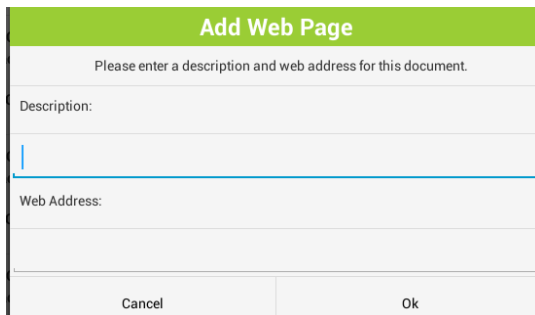 Add Web Page
Please enter a description and web address for this document.
Description:
Web Address:
Cancel Ok